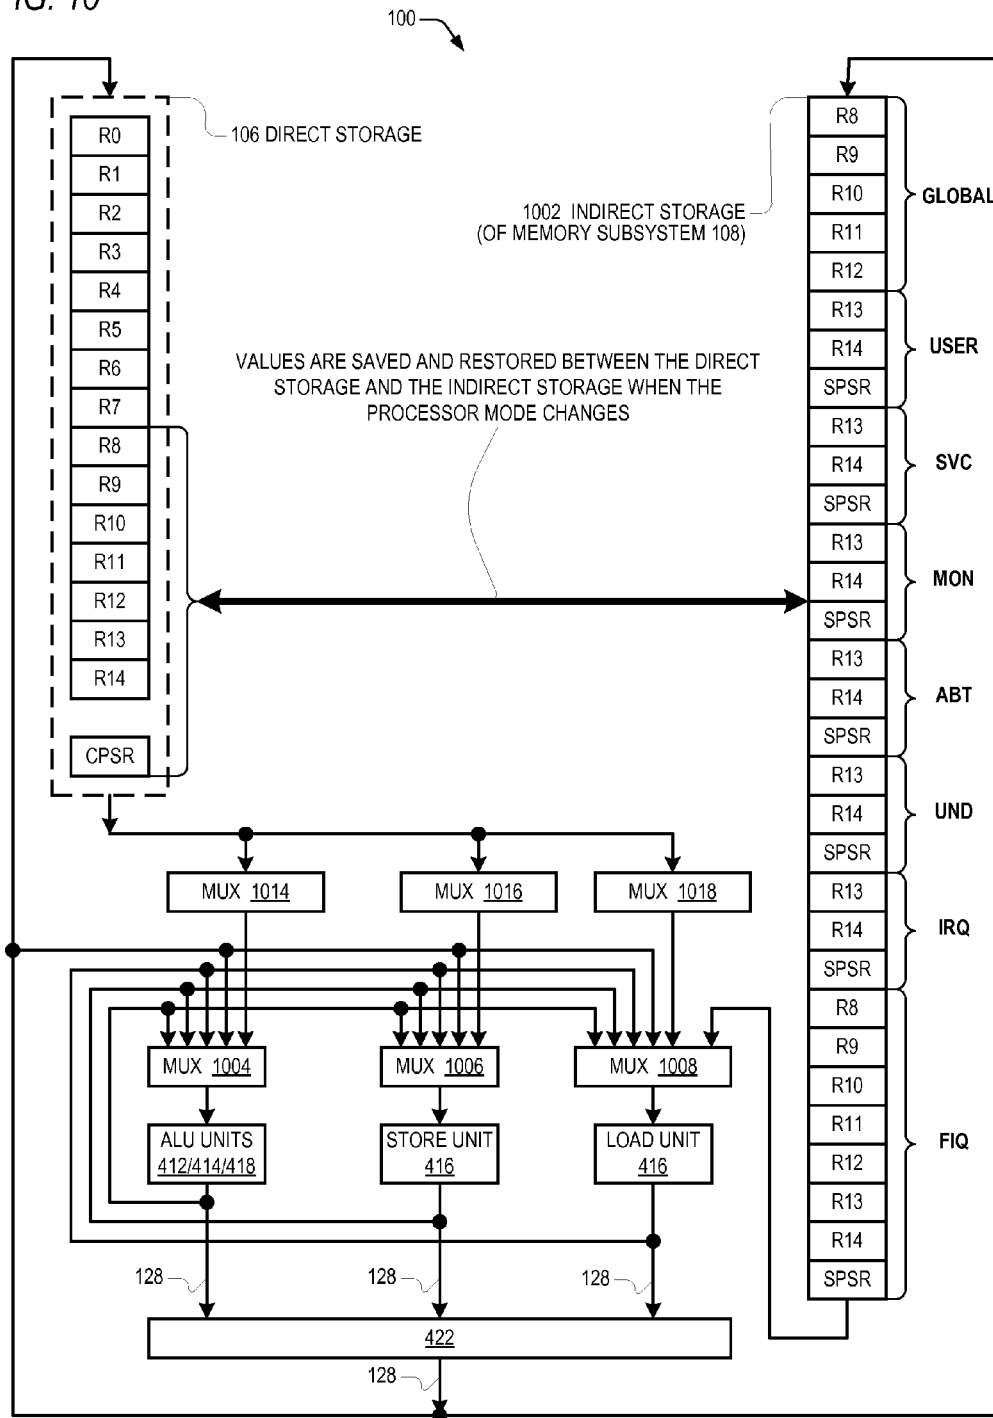 FIG. 10
100
106 DIRECT STORAGE
R0
R1
R2
R3
R4
R5
R6
R7
R8
R9
R10
R11
R12
R13
R14
CPSR
1002 INDIRECT STORAGE
(OF MEMORY SUBSYSTEM 108)
VALUES ARE SAVED AND RESTORED BETWEEN THE DIRECT
STORAGE AND THE INDIRECT STORAGE WHEN THE
PROCESSOR MODE CHANGES
R8
R9
R10
R11
R12
GLOBAL
R13
R14
SPSR
USER
R13
R14
SPSR
SVC
R13
R14
SPSR
MON
R13
R14
SPSR
ABT
R13
R14
SPSR
UND
R13
R14
SPSR
IRQ
R8
R9
R10
R11
R12
R13
R14
SPSR
FIQ
MUX 1014
MUX 1016
MUX 1018
MUX 1004
MUX 1006
MUX 1008
ALU UNITS
412/414/418
STORE UNIT
416
LOAD UNIT
416
128
128
128
422
128